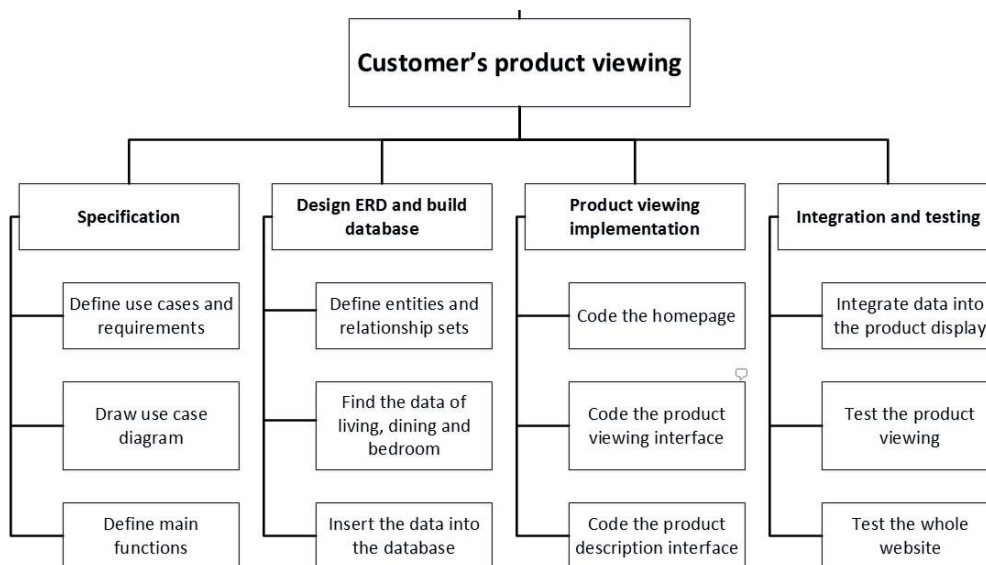 Customer’s product viewing
Specification
Design ERD and build
database
Product viewing
implementation
Integration and testing
Define use cases and
requirements
Define entities and
relationship sets
Code the homepage
Integrate data into
the product display
Draw use case
diagram
Find the data of
living, dining and
bedroom
Code the product
viewing interface
Test the product
viewing
Define main
functions
Insert the data into
the database
Code the product
description interface
Test the whole
website